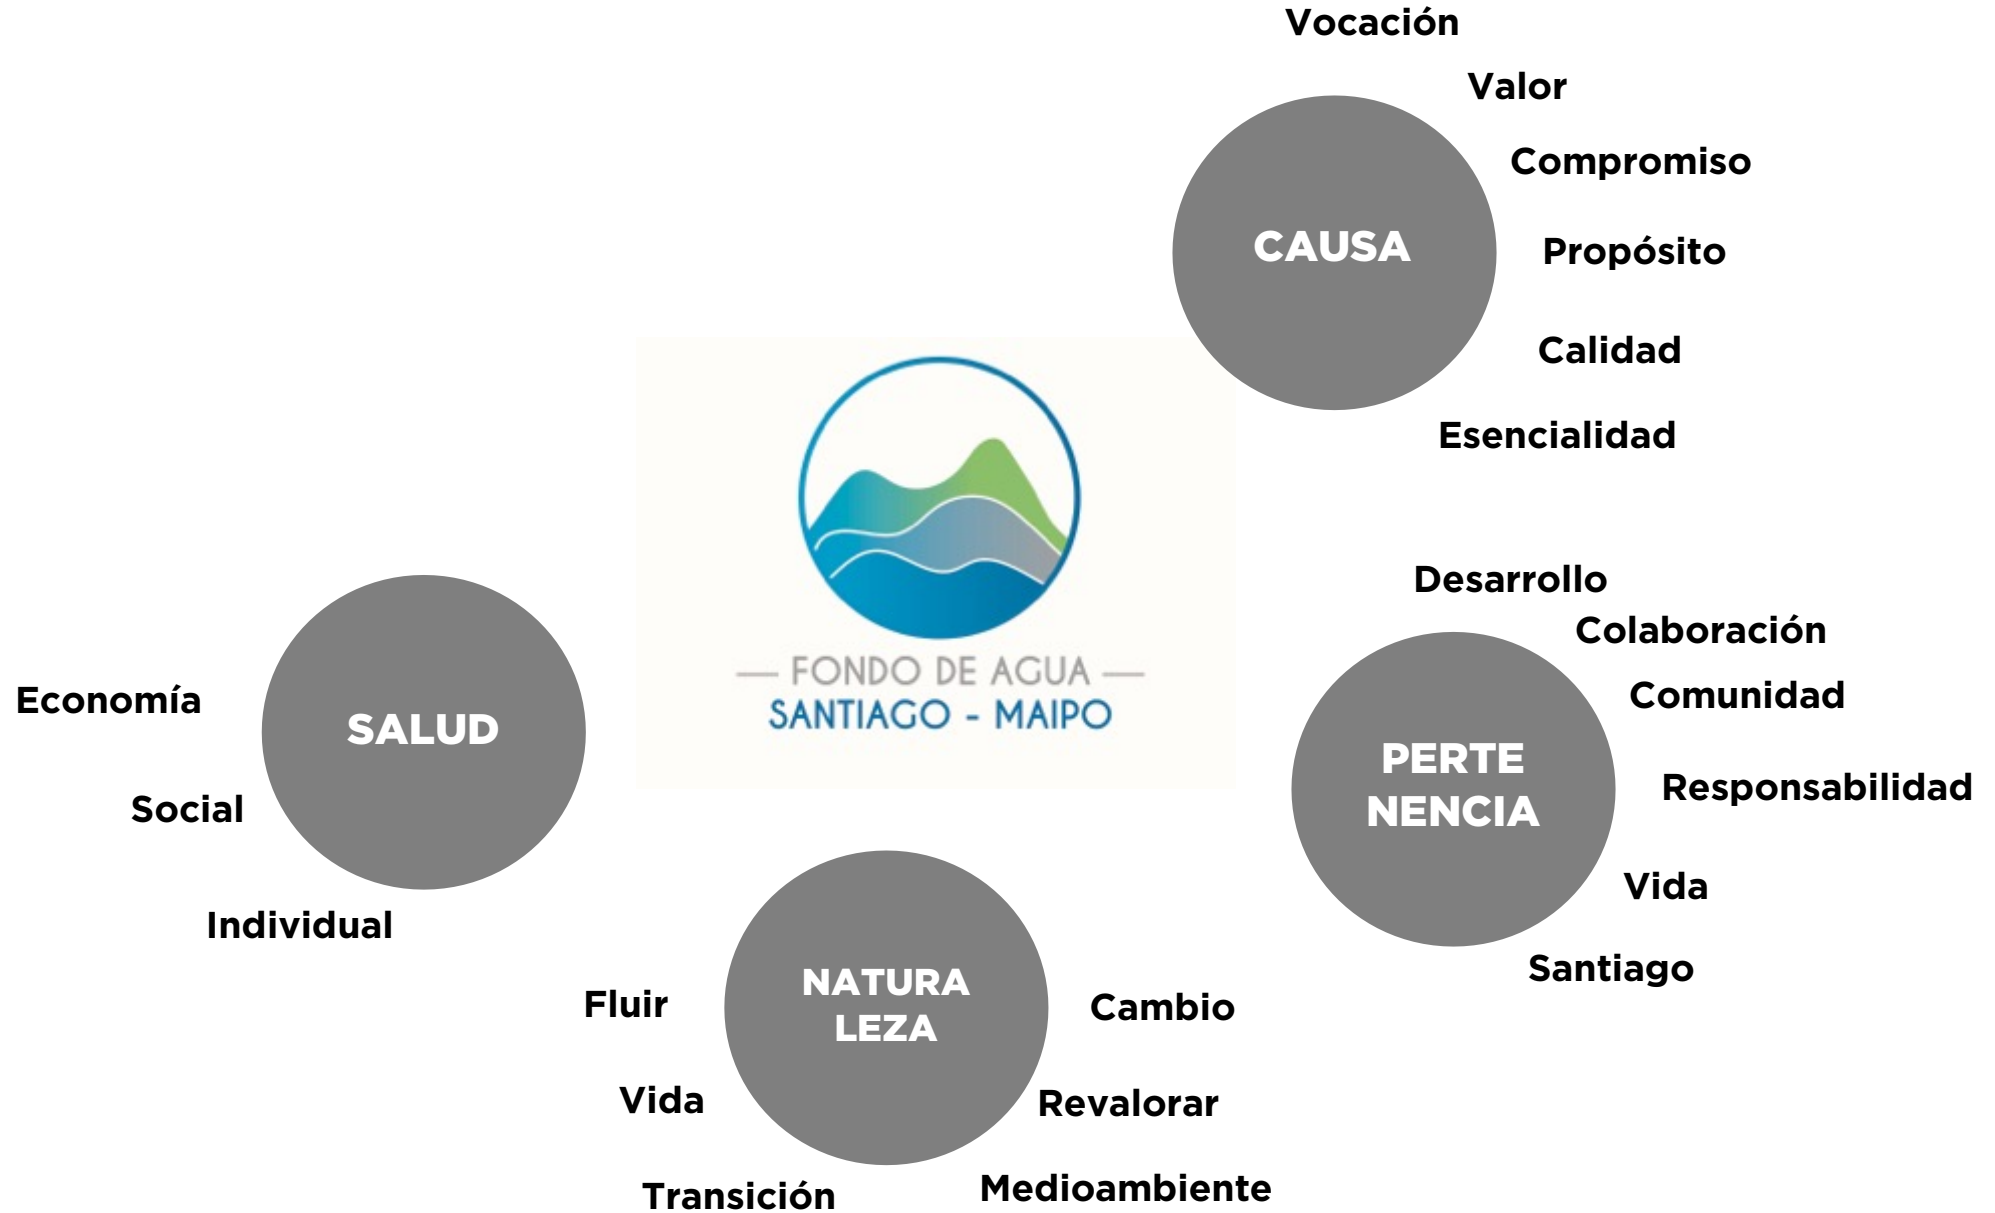 Vocación
Valor
Compromiso
CAUSA
Propósito
Calidad
Esencialidad
— FONDO DE AGUA —
SANTIAGO - MAIPO
Desarrollo
Colaboración
Comunidad
PERTE
NENCIA
Responsabilidad
Vida
Santiago
Economía
SALUD
Social
Individual
NATURA
LEZA
Fluir
Cambio
Vida
Revalorar
Transición
Medioambiente